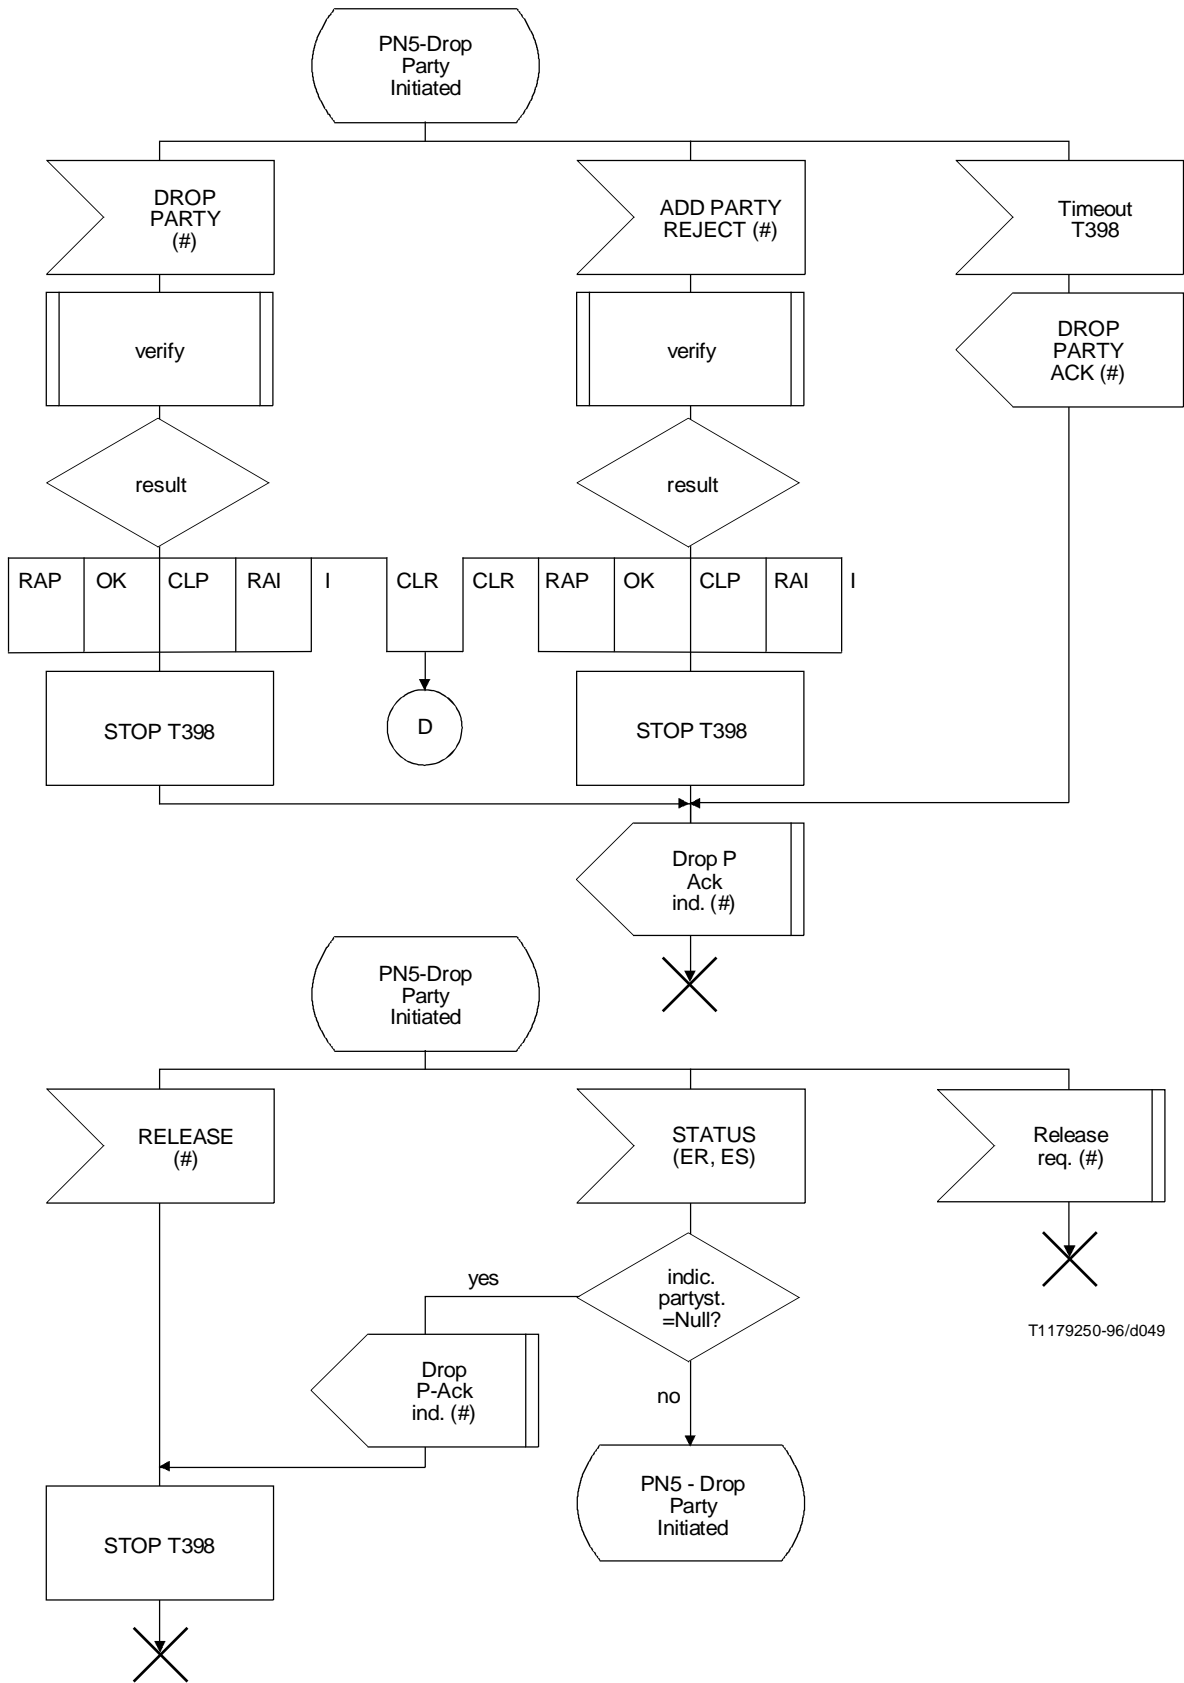 PN5-Drop
Party
Initiated
DROP
PARTY
(#)
ADD PARTY
REJECT (#)
Timeout
T398
verify
verify
DROP
PARTY
ACK (#)
result
result
RAP OK CLP RAI I CLR CLR RAP OK CLP RAI I
STOP T398
D
STOP T398
Drop P
Ack
ind. (#)
PN5-Drop
Party
Initiated
RELEASE
(#)
STATUS
(ER, ES)
Release
req. (#)
yes
indic.
partyst.
=Null?
T1179250-96/d049
Drop
P-Ack
ind. (#)
no
PN5 - Drop
Party
Initiated
STOP T398